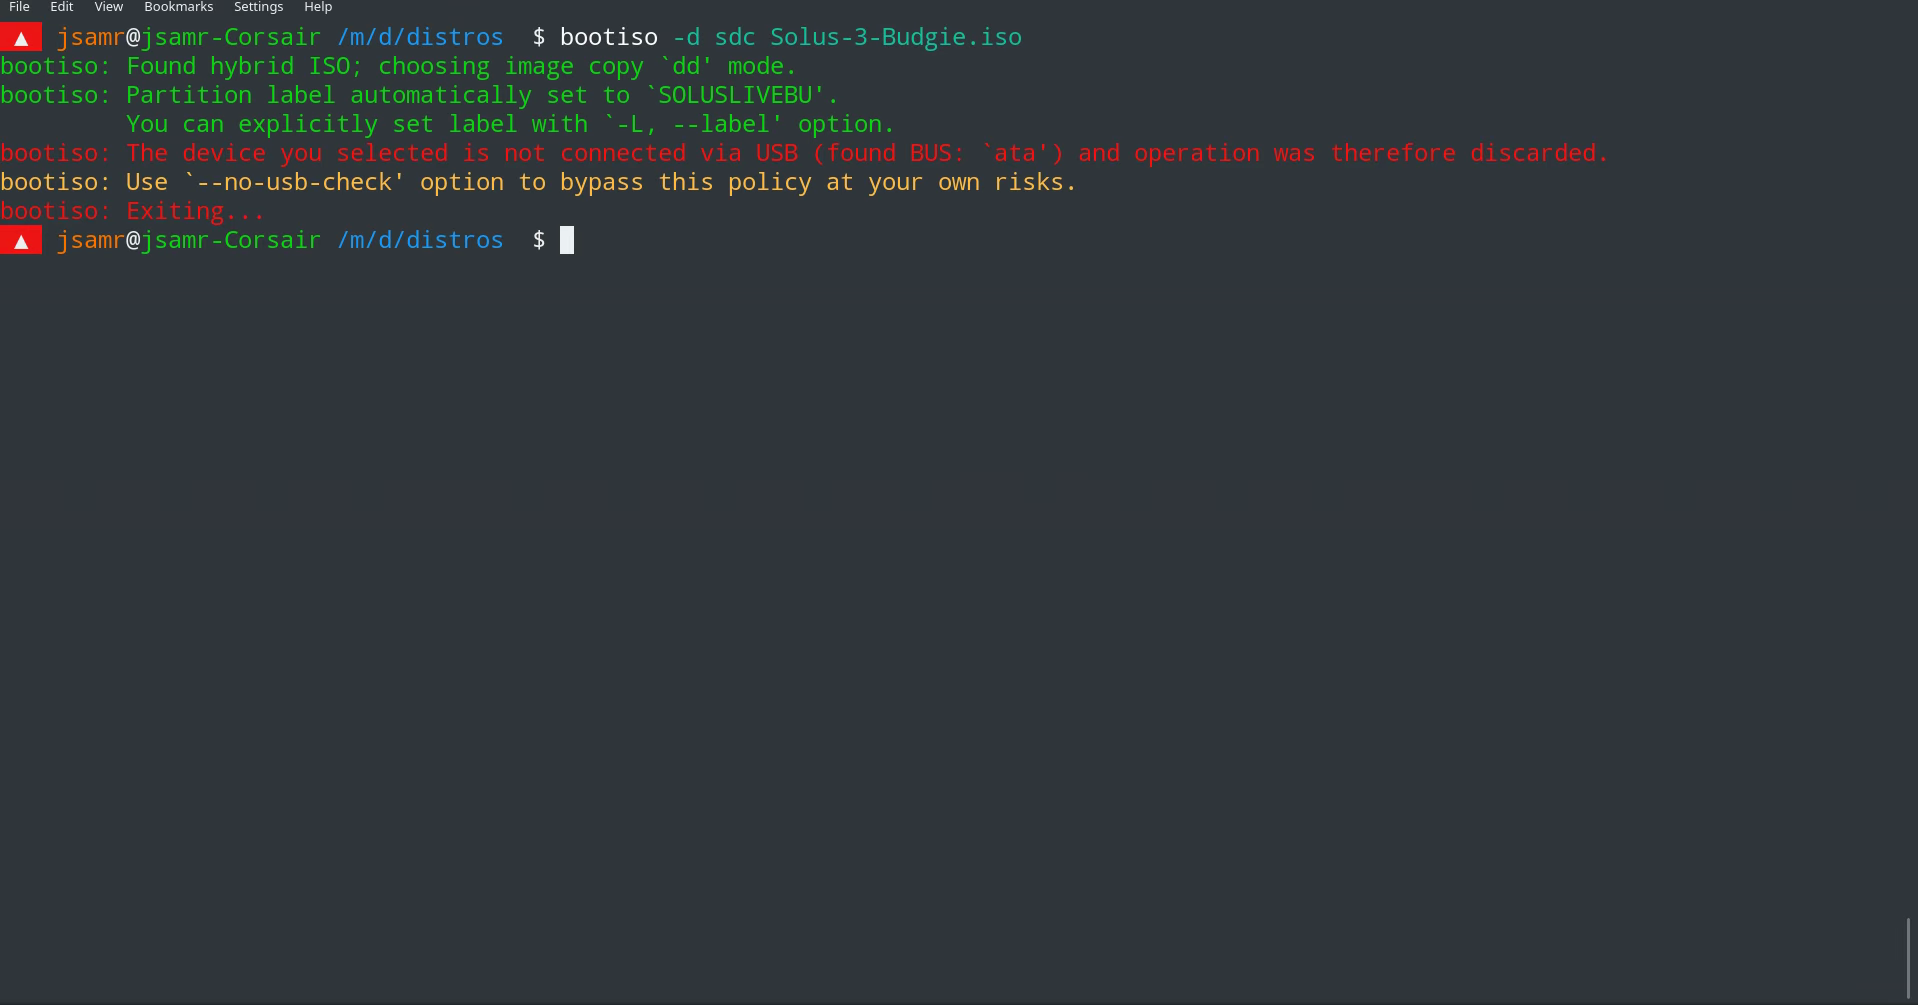 File Edit View Bookmarks Settings Help
▲ jsamr@jsamr-Corsair /m/d/distros $ bootiso -d sdc Solus-3-Budgie.iso
bootiso: Found hybrid ISO; choosing image copy `dd' mode.
bootiso: Partition label automatically set to `SOLUSLIVEBU'.
You can explicitly set label with `-L, --label' option.
bootiso: The device you selected is not connected via USB (found BUS: `ata') and operation was therefore discarded.
bootiso: Use `--no-usb-check' option to bypass this policy at your own risks.
bootiso: Exiting...
▲ jsamr@jsamr-Corsair /m/d/distros $